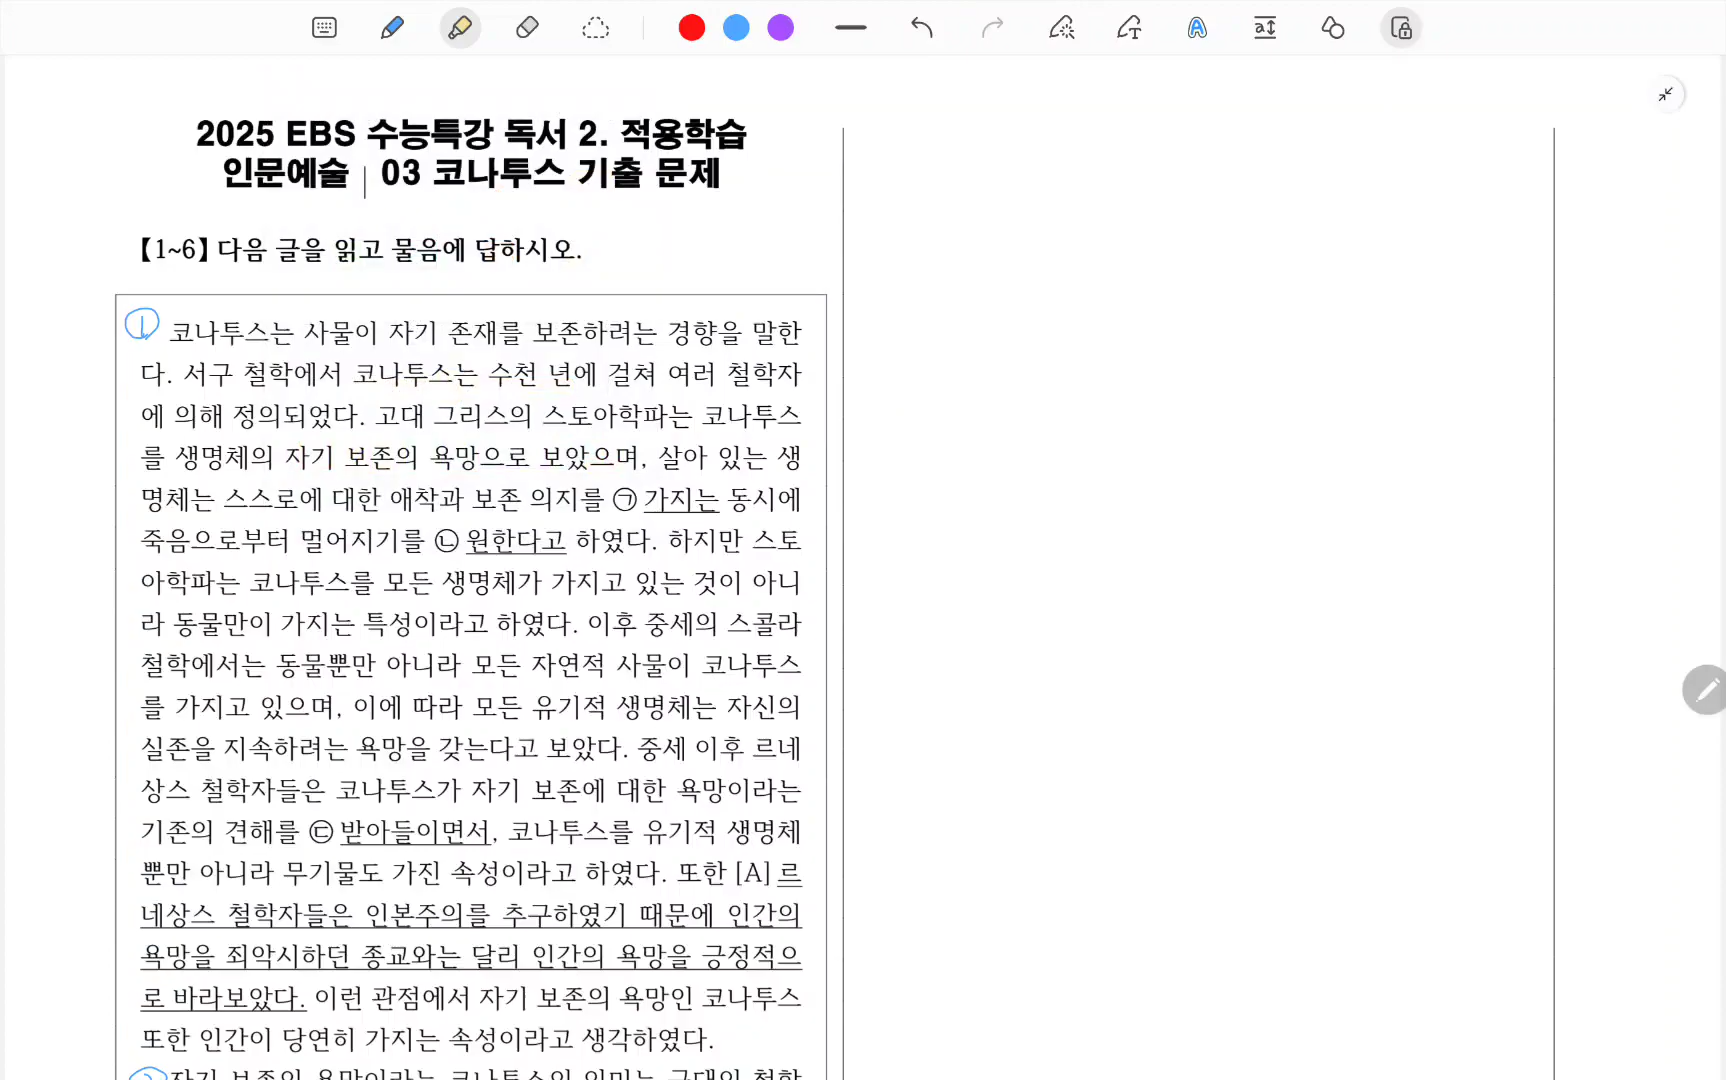 2025 EBS 수능특강 독서 2. 적용학습
인문예술 | 03 코나투스 기출 문제
【1~6】 다음 글을 읽고 물음에 답하시오.
① 코나투스는 사물이 자기 존재를 보존하려는 경향을 말한
다. 서구 철학에서 코나투스는 수천 년에 걸쳐 여러 철학자
에 의해 정의되었다. 고대 그리스의 스토아학파는 코나투스
를 생명체의 자기 보존의 욕망으로 보았으며, 살아 있는 생
명체는 스스로에 대한 애착과 보존 의지를 ㉠ 가지는 동시에
죽음으로부터 멀어지기를 ㉡ 원한다고 하였다. 하지만 스토
아학파는 코나투스를 모든 생명체가 가지고 있는 것이 아니
라 동물만이 가지는 특성이라고 하였다. 이후 중세의 스콜라
철학에서는 동물뿐만 아니라 모든 자연적 사물이 코나투스
를 가지고 있으며, 이에 따라 모든 유기적 생명체는 자신의
실존을 지속하려는 욕망을 갖는다고 보았다. 중세 이후 르네
상스 철학자들은 코나투스가 자기 보존에 대한 욕망이라는
기존의 견해를 ㉢ 받아들이면서, 코나투스를 유기적 생명체
뿐만 아니라 무기물도 가진 속성이라고 하였다. 또한 [A] 르
네상스 철학자들은 인본주의를 추구하였기 때문에 인간의
욕망을 죄악시하던 종교와는 달리 인간의 욕망을 긍정적으
로 바라보았다. 이런 관점에서 자기 보존의 욕망인 코나투스
또한 인간이 당연히 가지는 속성이라고 생각하였다.
자기 보존의 욕망이라는 코나투스의 의미는 근대의 철학